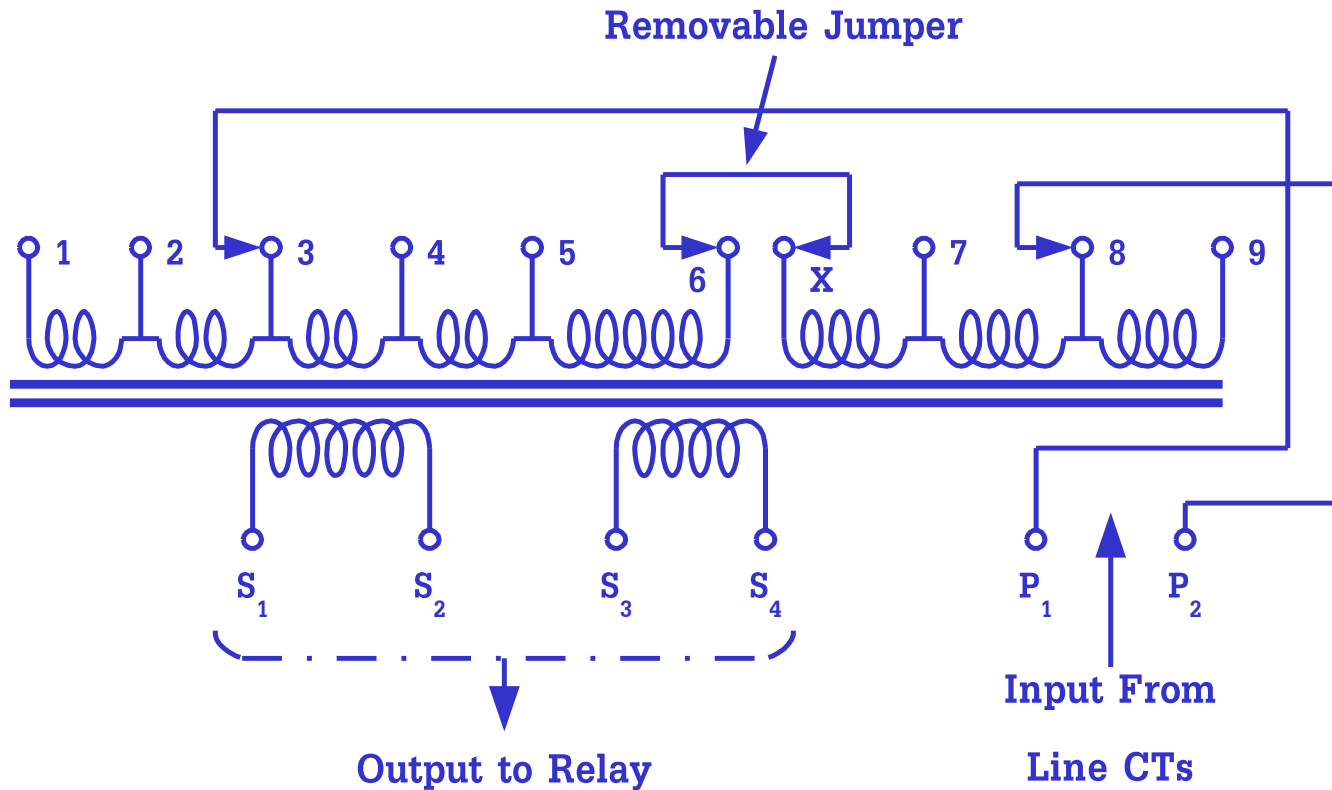 Removable Jumper
1 2 3 4 5 6 X 7 8 9
S1 S2 S3 S4 P1 P2
Input From
Line CTs
Output to Relay